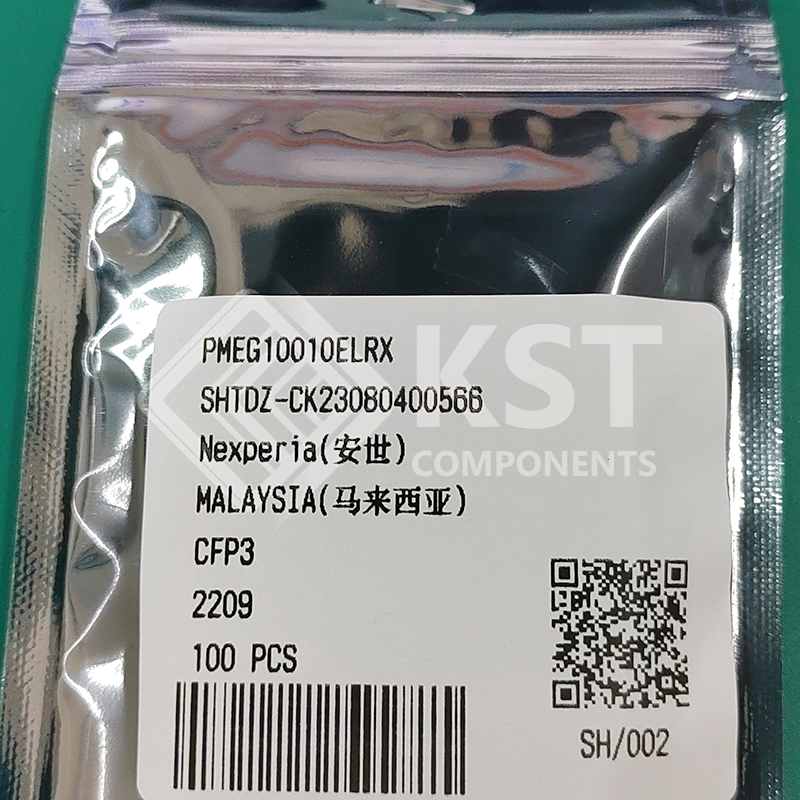 PMEG10010ELRX
SHTDZ-CK23080400566
Nexperia(安世)
MALAYSIA(马来西亚)
CFP3
2209
100 PCS
SH/002
KST
COMPONENTS